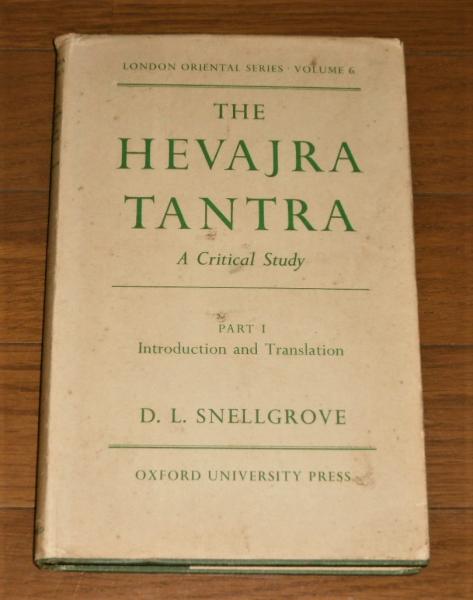 LONDON ORIENTAL SERIES · VOLUME 6
THE
HEVAJRA
TANTRA
A Critical Study
PART I
Introduction and Translation
D. L. SNELLGROVE
OXFORD UNIVERSITY PRESS